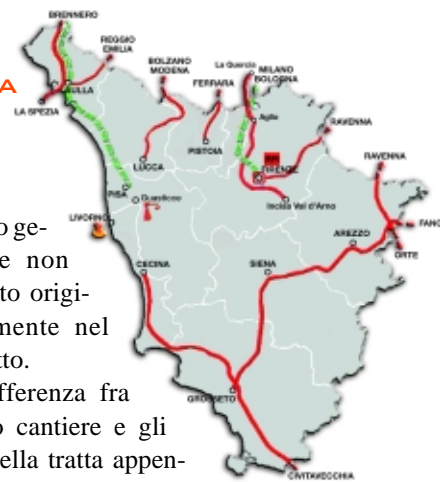 BRENNERO
REGGIO
EMILIA
A
AULLA
LA SPEZIA
BOLZANO
MODENA
FERRARA
La Quercia
MILANO
BOLOGNA
Aglio
RAVENNA
LUCCA
PISTOIA
FIRENZE
RAVENNA
PISA
Guasticce
Incisa Val d'Arno
LIVORNO
AREZZO
FANO
ORTE
CECINA
SIENA
GROSSETO
CIVITAVECCHIA
o ge-
e non
to origi-
mente nel
tto.
fferenza fra
o cantiere e gli
ella tratta appen-